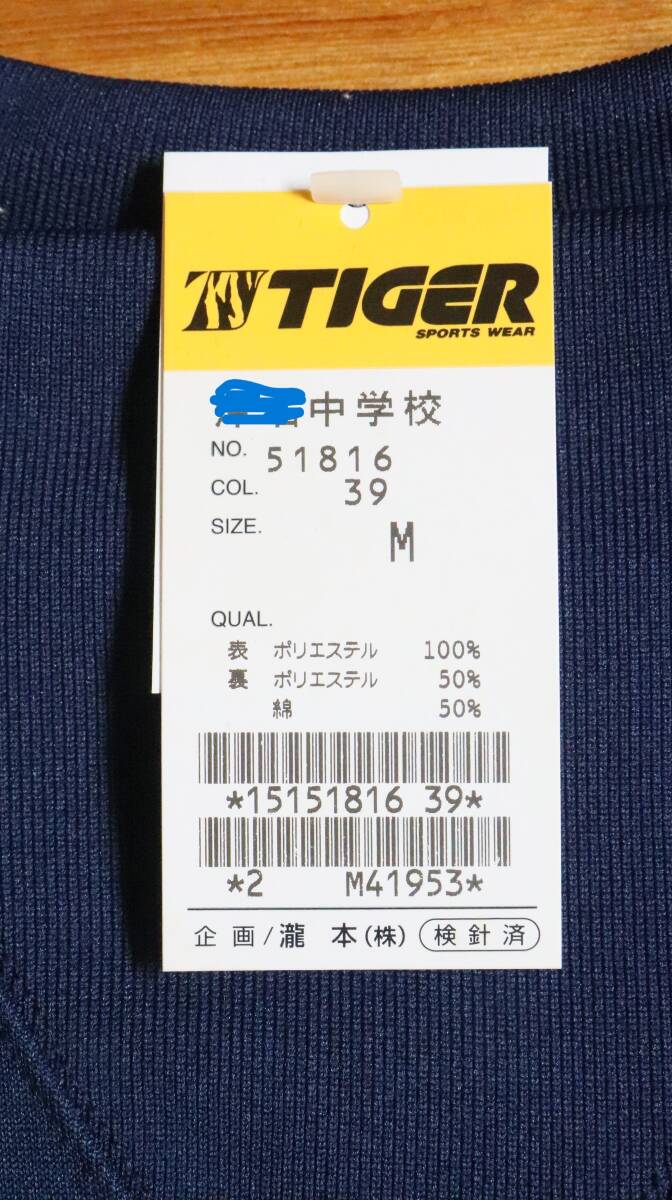 TIGER
SPORTS WEAR
中学校
NO. 51816
COL. 39
SIZE. M
QUAL.
表 ポリエステル 100%
裏 ポリエステル 50%
綿 50%
*15151816 39*
*2 M41953*
企画/瀧本(株) 検針済